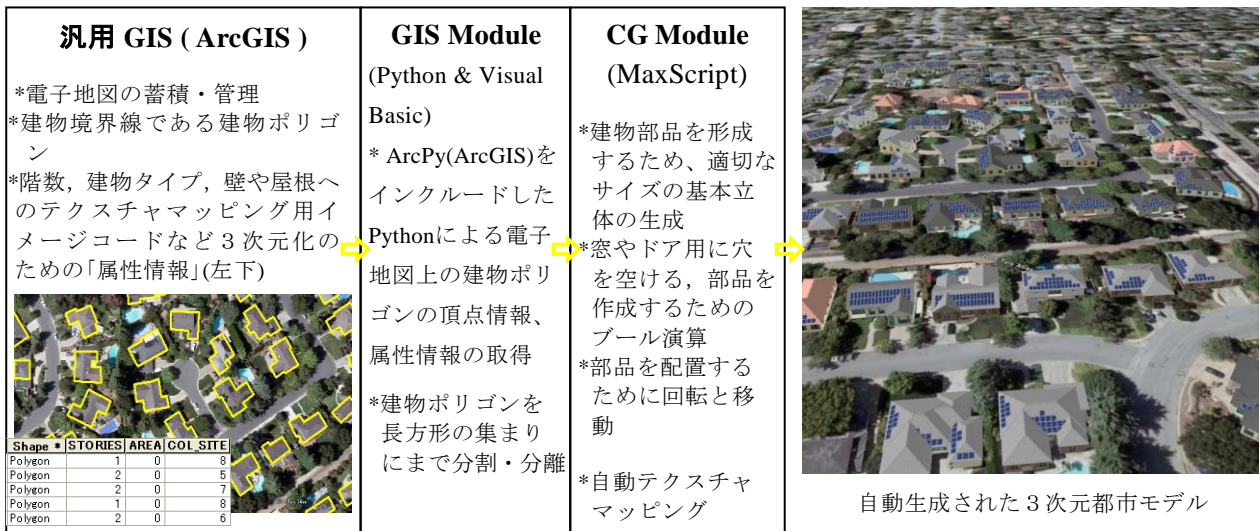 汎用 GIS ( ArcGIS )
*電子地図の蓄積・管理
*建物境界線である建物ポリゴ
ン
*階数，建物タイプ，壁や屋根へ
のテクスチャマッピング用イ
メージコードなど３次元化の
ための「属性情報」(左下)
Shape * STORIES AREA COL_SITE
Polygon 1 0 8
Polygon 2 0 5
Polygon 2 0 7
Polygon 1 0 8
Polygon 2 0 6
GIS Module
(Python & Visual
Basic)
* ArcPy(ArcGIS)を
インクルードした
Pythonによる電子
地図上の建物ポリ
ゴンの頂点情報、
属性情報の取得
*建物ポリゴンを
長方形の集まり
にまで分割・分離
CG Module
(MaxScript)
*建物部品を形成
するため、適切な
サイズの基本立
体の生成
*窓やドア用に穴
を空ける，部品を
作成するための
ブール演算
*部品を配置する
ために回転と移
動
*自動テクスチャ
マッピング
自動生成された３次元都市モデル